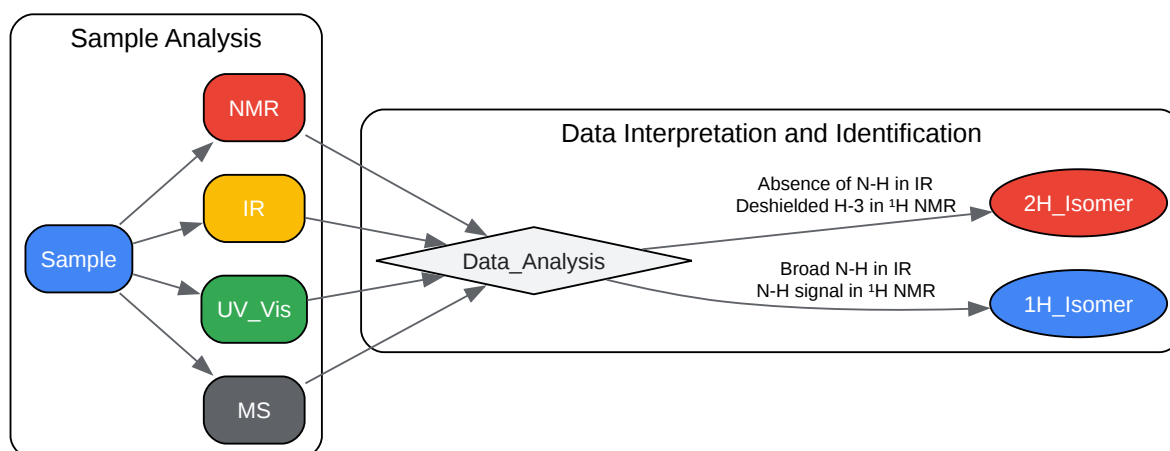 Sample Analysis
NMR
IR
Sample
UV_Vis
MS
Data Interpretation and Identification
Data_Analysis
Absence of N-H in IR
Deshielded H-3 in ¹H NMR
2H_Isomer
Broad N-H in IR
N-H signal in ¹H NMR
1H_Isomer